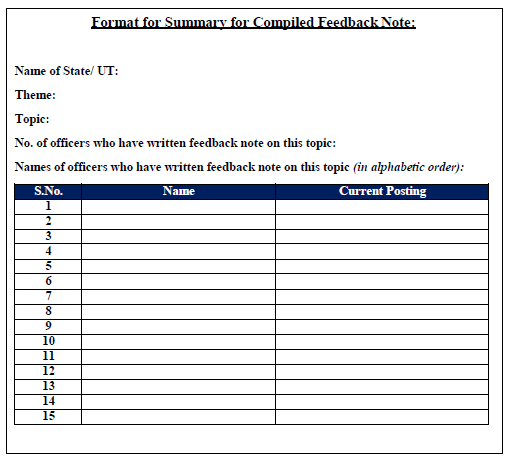 Format for Summary for Compiled Feedback Note:
Name of State/ UT:
Theme:
Topic:
No. of officers who have written feedback note on this topic:
Names of officers who have written feedback note on this topic (in alphabetic order):
S.No. Name Current Posting
1
2
3
4
5
6
7
8
9
10
11
12
13
14
15